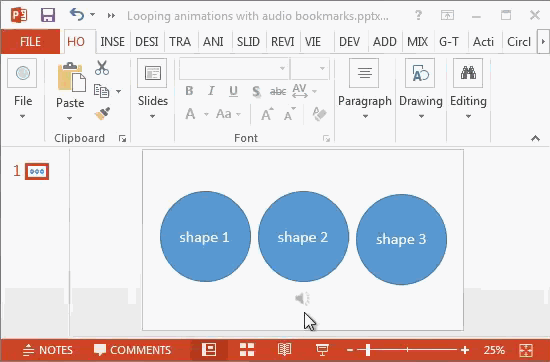 Looping animations with audio bookmarks.pptx...
FILE HO INSE DESI TRA ANI SLID REVI VIE DEV ADD MIX G-T Acti Circl
File Paste Slides B I U S abc AV Paragraph Drawing Editing
A Aa A A
Clipboard Font
1
shape 1 shape 2 shape 3
NOTES COMMENTS 25%